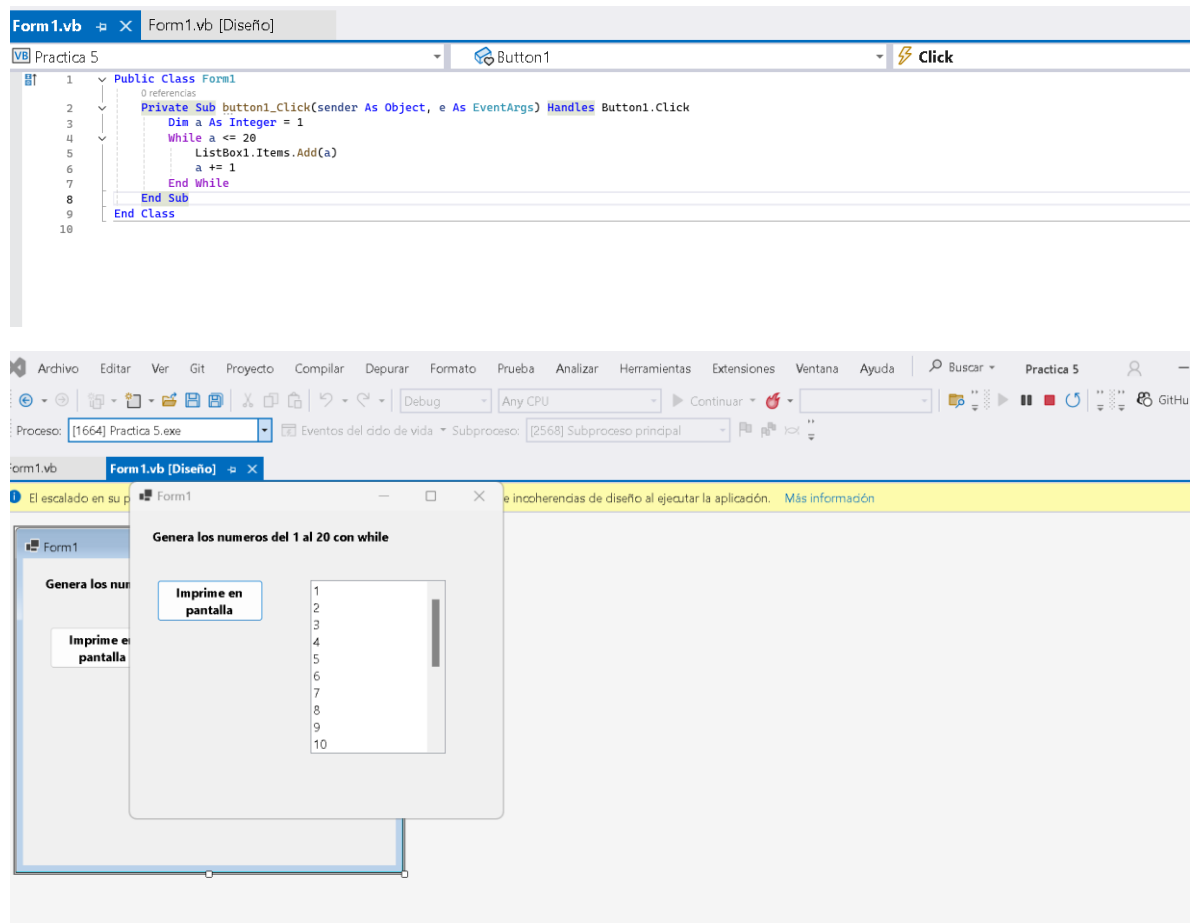 Form1.vb Form1.vb [Diseño]
VB Practica 5 Button1 Click
1 Public Class Form1
0 referencias
2 Private Sub button1_Click(sender As Object, e As EventArgs) Handles Button1.Click
3 Dim a As Integer = 1
4 While a <= 20
5 ListBox1.Items.Add(a)
6 a += 1
7 End While
8 End Sub
9 End Class
10
Archivo Editar Ver Git Proyecto Compilar Depurar Formato Prueba Analizar Herramientas Extensiones Ventana Ayuda Buscar Practica 5
Debug Any CPU Continuar GitHu
Proceso: [1664] Practica 5.exe Eventos del ciclo de vida Subproceso: [2568] Subproceso principal
orm1.vb Form1.vb [Diseño]
El escalado en su p Form1 e incoherencias de diseño al ejecutar la aplicación. Más información
Genera los numeros del 1 al 20 con while
Form1
Genera los nun
Imprime en
pantalla
Imprime e
pantalla
1
2
3
4
5
6
7
8
9
10